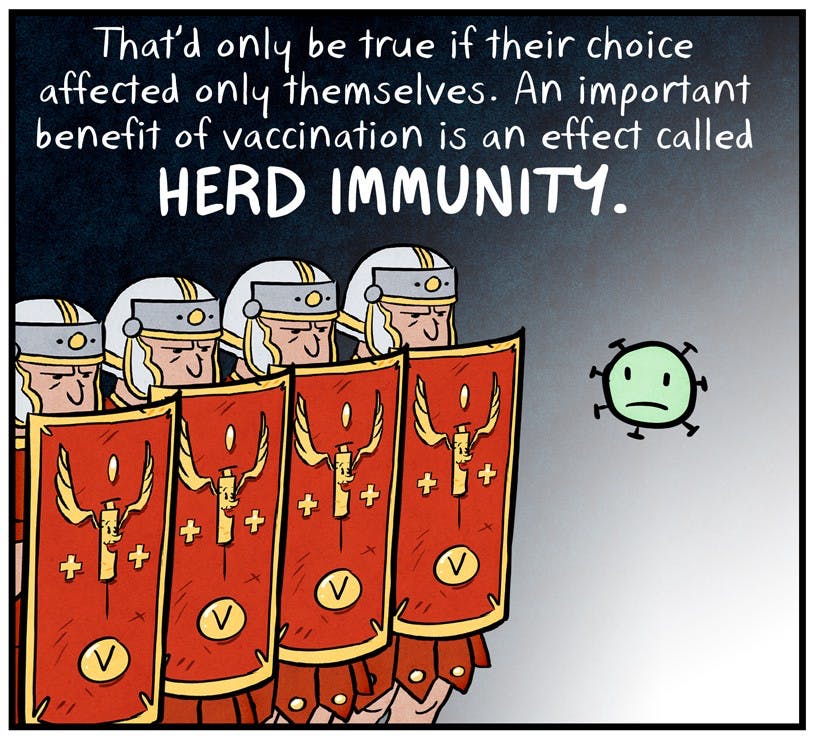 That'd only be true if their choice
affected only themselves. An important
benefit of vaccination is an effect called
HERD IMMUNITY.
V
V
V
V